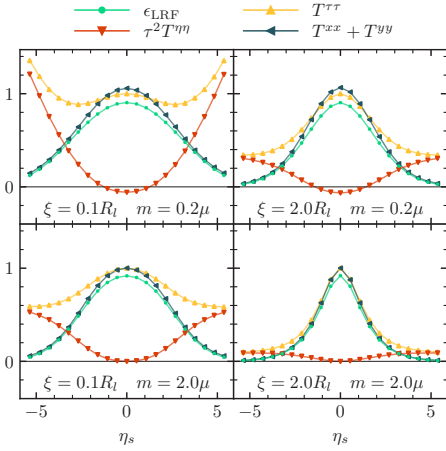 ϵ_LRF    T^ττ
τ²T^ηη    T^xx + T^yy
1
0
ξ = 0.1R_l    m = 0.2μ    ξ = 2.0R_l    m = 0.2μ
1
0
ξ = 0.1R_l    m = 2.0μ    ξ = 2.0R_l    m = 2.0μ
−5    0    5    −5    0    5
η_s    η_s